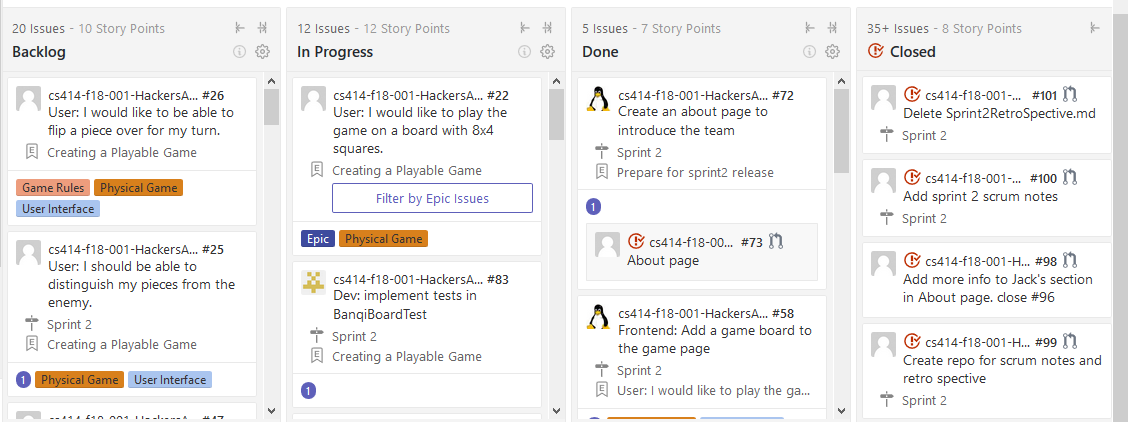 20 Issues - 10 Story Points
Backlog
cs414-f18-001-HackersA... #26
User: I would like to be able to
flip a piece over for my turn.
E Creating a Playable Game
Game Rules Physical Game
User Interface
cs414-f18-001-HackersA... #25
User: I should be able to
distinguish my pieces from the
enemy.
Sprint 2
E Creating a Playable Game
1 Physical Game User Interface
12 Issues - 12 Story Points
In Progress
cs414-f18-001-HackersA... #22
User: I would like to play the
game on a board with 8x4
squares.
E Creating a Playable Game
Filter by Epic Issues
Epic Physical Game
cs414-f18-001-HackersA... #83
Dev: implement tests in
BanqiBoardTest
Sprint 2
E Creating a Playable Game
1
5 Issues - 7 Story Points
Done
cs414-f18-001-HackersA... #72
Create an about page to
introduce the team
Sprint 2
E Prepare for sprint2 release
1
cs414-f18-00... #73
About page
cs414-f18-001-HackersA... #58
Frontend: Add a game board to
the game page
Sprint 2
E User: I would like to play the ga...
35+ Issues - 8 Story Points
Closed
cs414-f18-001-... #101
Delete Sprint2RetroSpective.md
Sprint 2
cs414-f18-001-... #100
Add sprint 2 scrum notes
Sprint 2
cs414-f18-001-H... #98
Add more info to Jack's section
in About page. close #96
Sprint 2
cs414-f18-001-H... #99
Create repo for scrum notes and
retro spective
Sprint 2